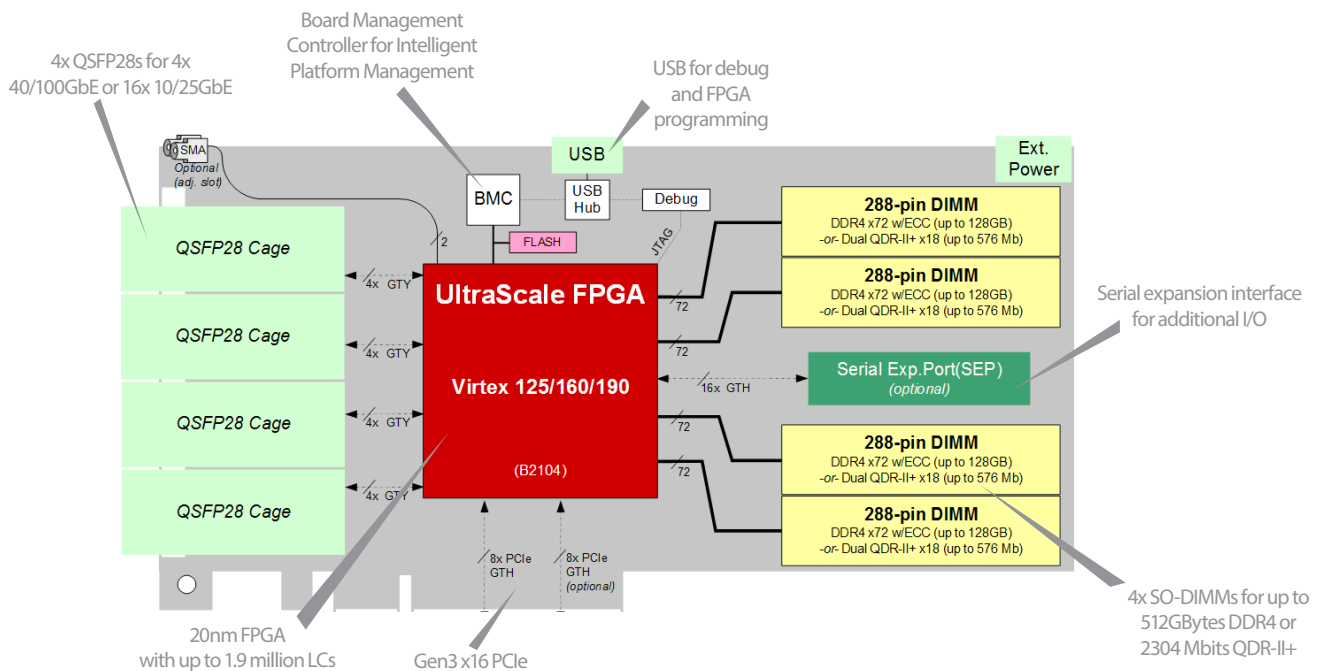 Board Management
Controller for Intelligent
Platform Management
4x QSFP28s for 4x
40/100GbE or 16x 10/25GbE
USB for debug
and FPGA
programming
SMA
Optional
(adj. slot)
USB
Ext.
Power
BMC
USB
Hub
Debug
2
FLASH
JTAG
QSFP28 Cage
4x GTY
QSFP28 Cage
4x GTY
QSFP28 Cage
4x GTY
QSFP28 Cage
4x GTY
UltraScale FPGA
Virtex 125/160/190
(B2104)
72
72
16x GTH
72
72
288-pin DIMM
DDR4 x72 w/ECC (up to 128GB)
-or- Dual QDR-II+ x18 (up to 576 Mb)
288-pin DIMM
DDR4 x72 w/ECC (up to 128GB)
-or- Dual QDR-II+ x18 (up to 576 Mb)
Serial Exp.Port(SEP)
(optional)
Serial expansion interface
for additional I/O
288-pin DIMM
DDR4 x72 w/ECC (up to 128GB)
-or- Dual QDR-II+ x18 (up to 576 Mb)
288-pin DIMM
DDR4 x72 w/ECC (up to 128GB)
-or- Dual QDR-II+ x18 (up to 576 Mb)
8x PCIe
GTH
8x PCIe
GTH
(optional)
20nm FPGA
with up to 1.9 million LCs
Gen3 x16 PCIe
4x SO-DIMMs for up to
512GBytes DDR4 or
2304 Mbits QDR-II+